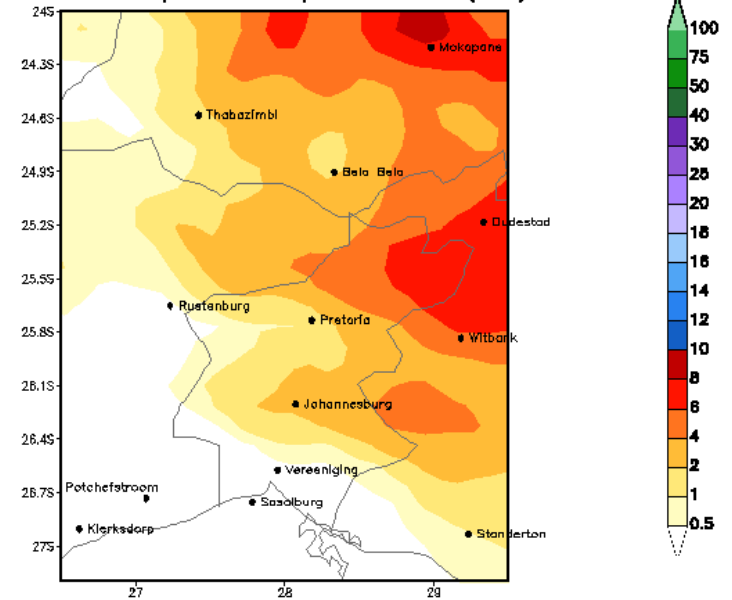 24S
24.3S
24.6S
24.9S
25.2S
25.5S
25.8S
26.1S
26.4S
26.7S
27S
27
28
29
Mokopane
Thabazimbi
Bela Bela
Oudestad
Rustenburg
Pretoria
Witbank
Johannesburg
Vereeniging
Potchefstroom
Sasolburg
Klerksdorp
Standerton
100
75
50
40
30
25
20
18
16
14
12
10
8
6
4
2
1
0.5